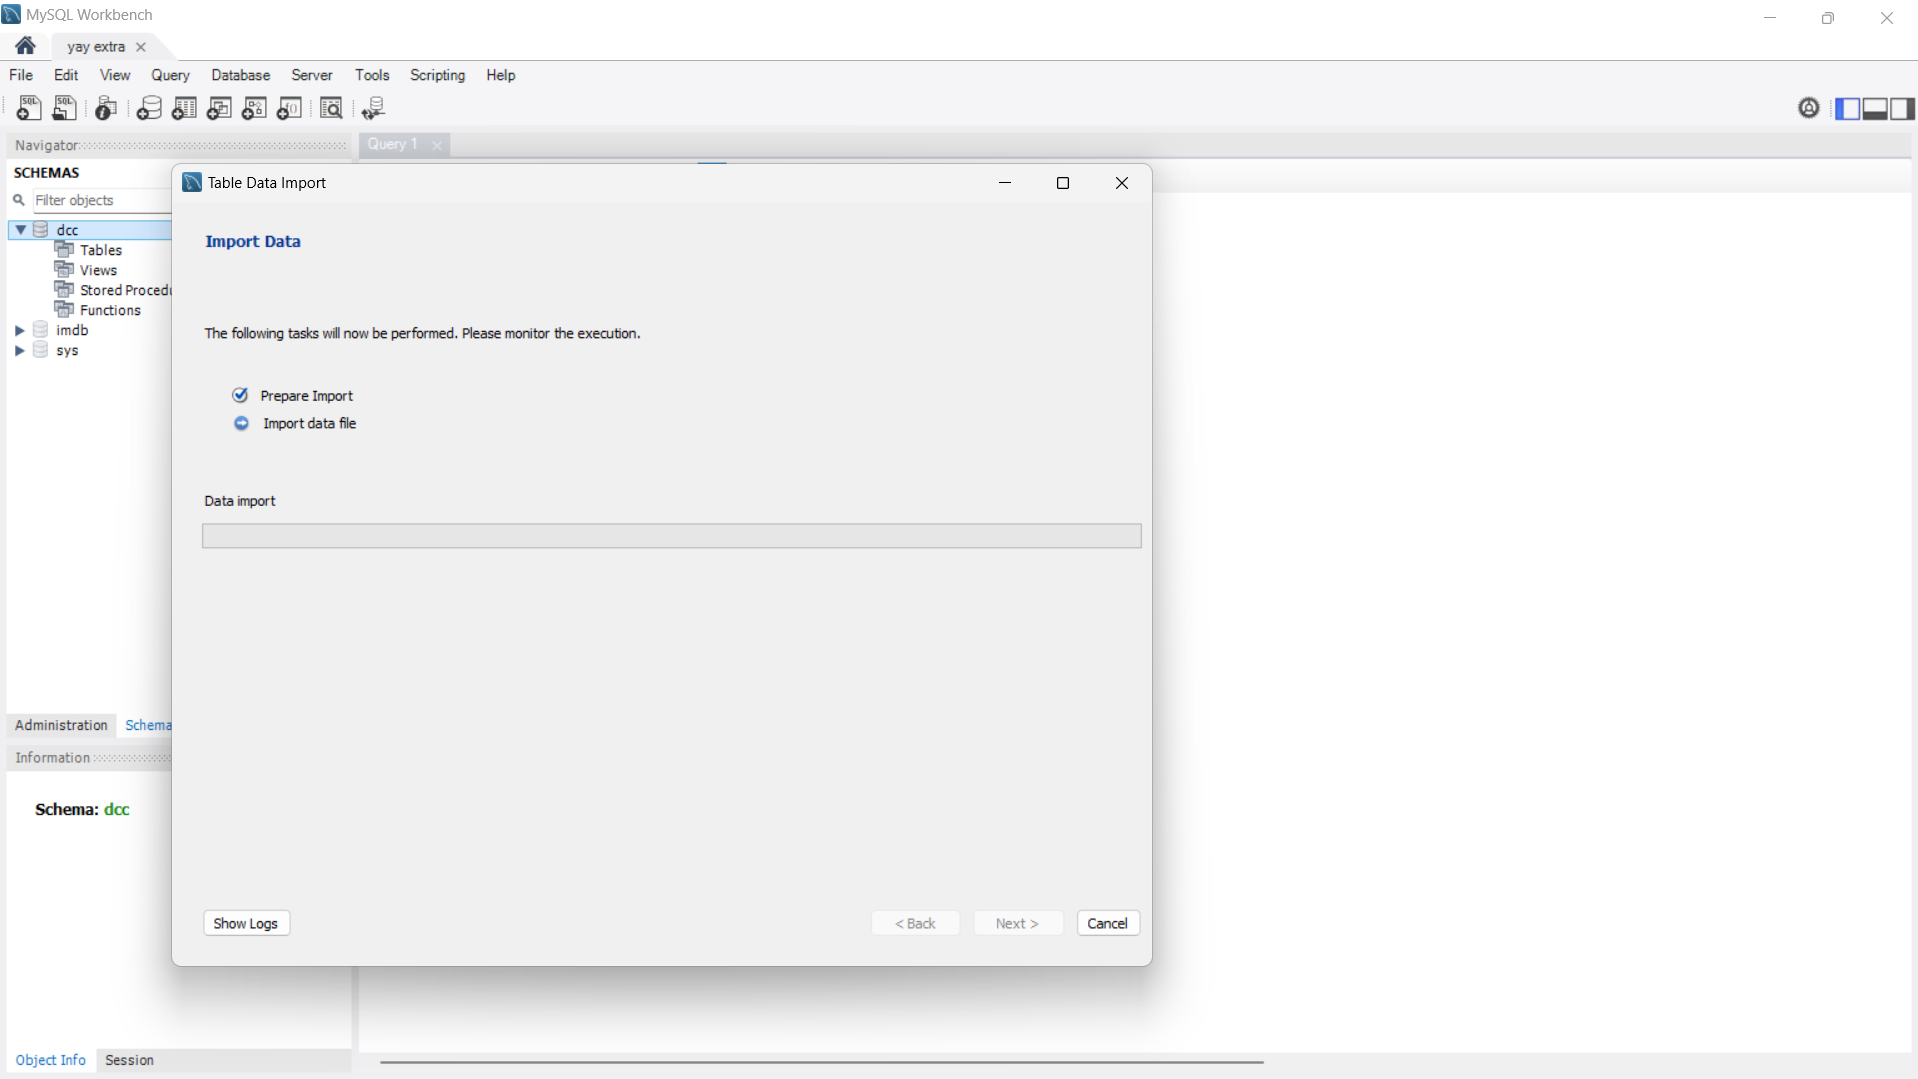 MySQL Workbench
yay extra
File Edit View Query Database Server Tools Scripting Help
Navigator
Query 1
SCHEMAS
Filter objects
dcc
Tables
Views
Stored Procedu
Functions
imdb
sys
Administration Schema
Information
Schema: dcc
Object Info Session
Table Data Import
Import Data
The following tasks will now be performed. Please monitor the execution.
Prepare Import
Import data file
Data import
Show Logs < Back Next > Cancel